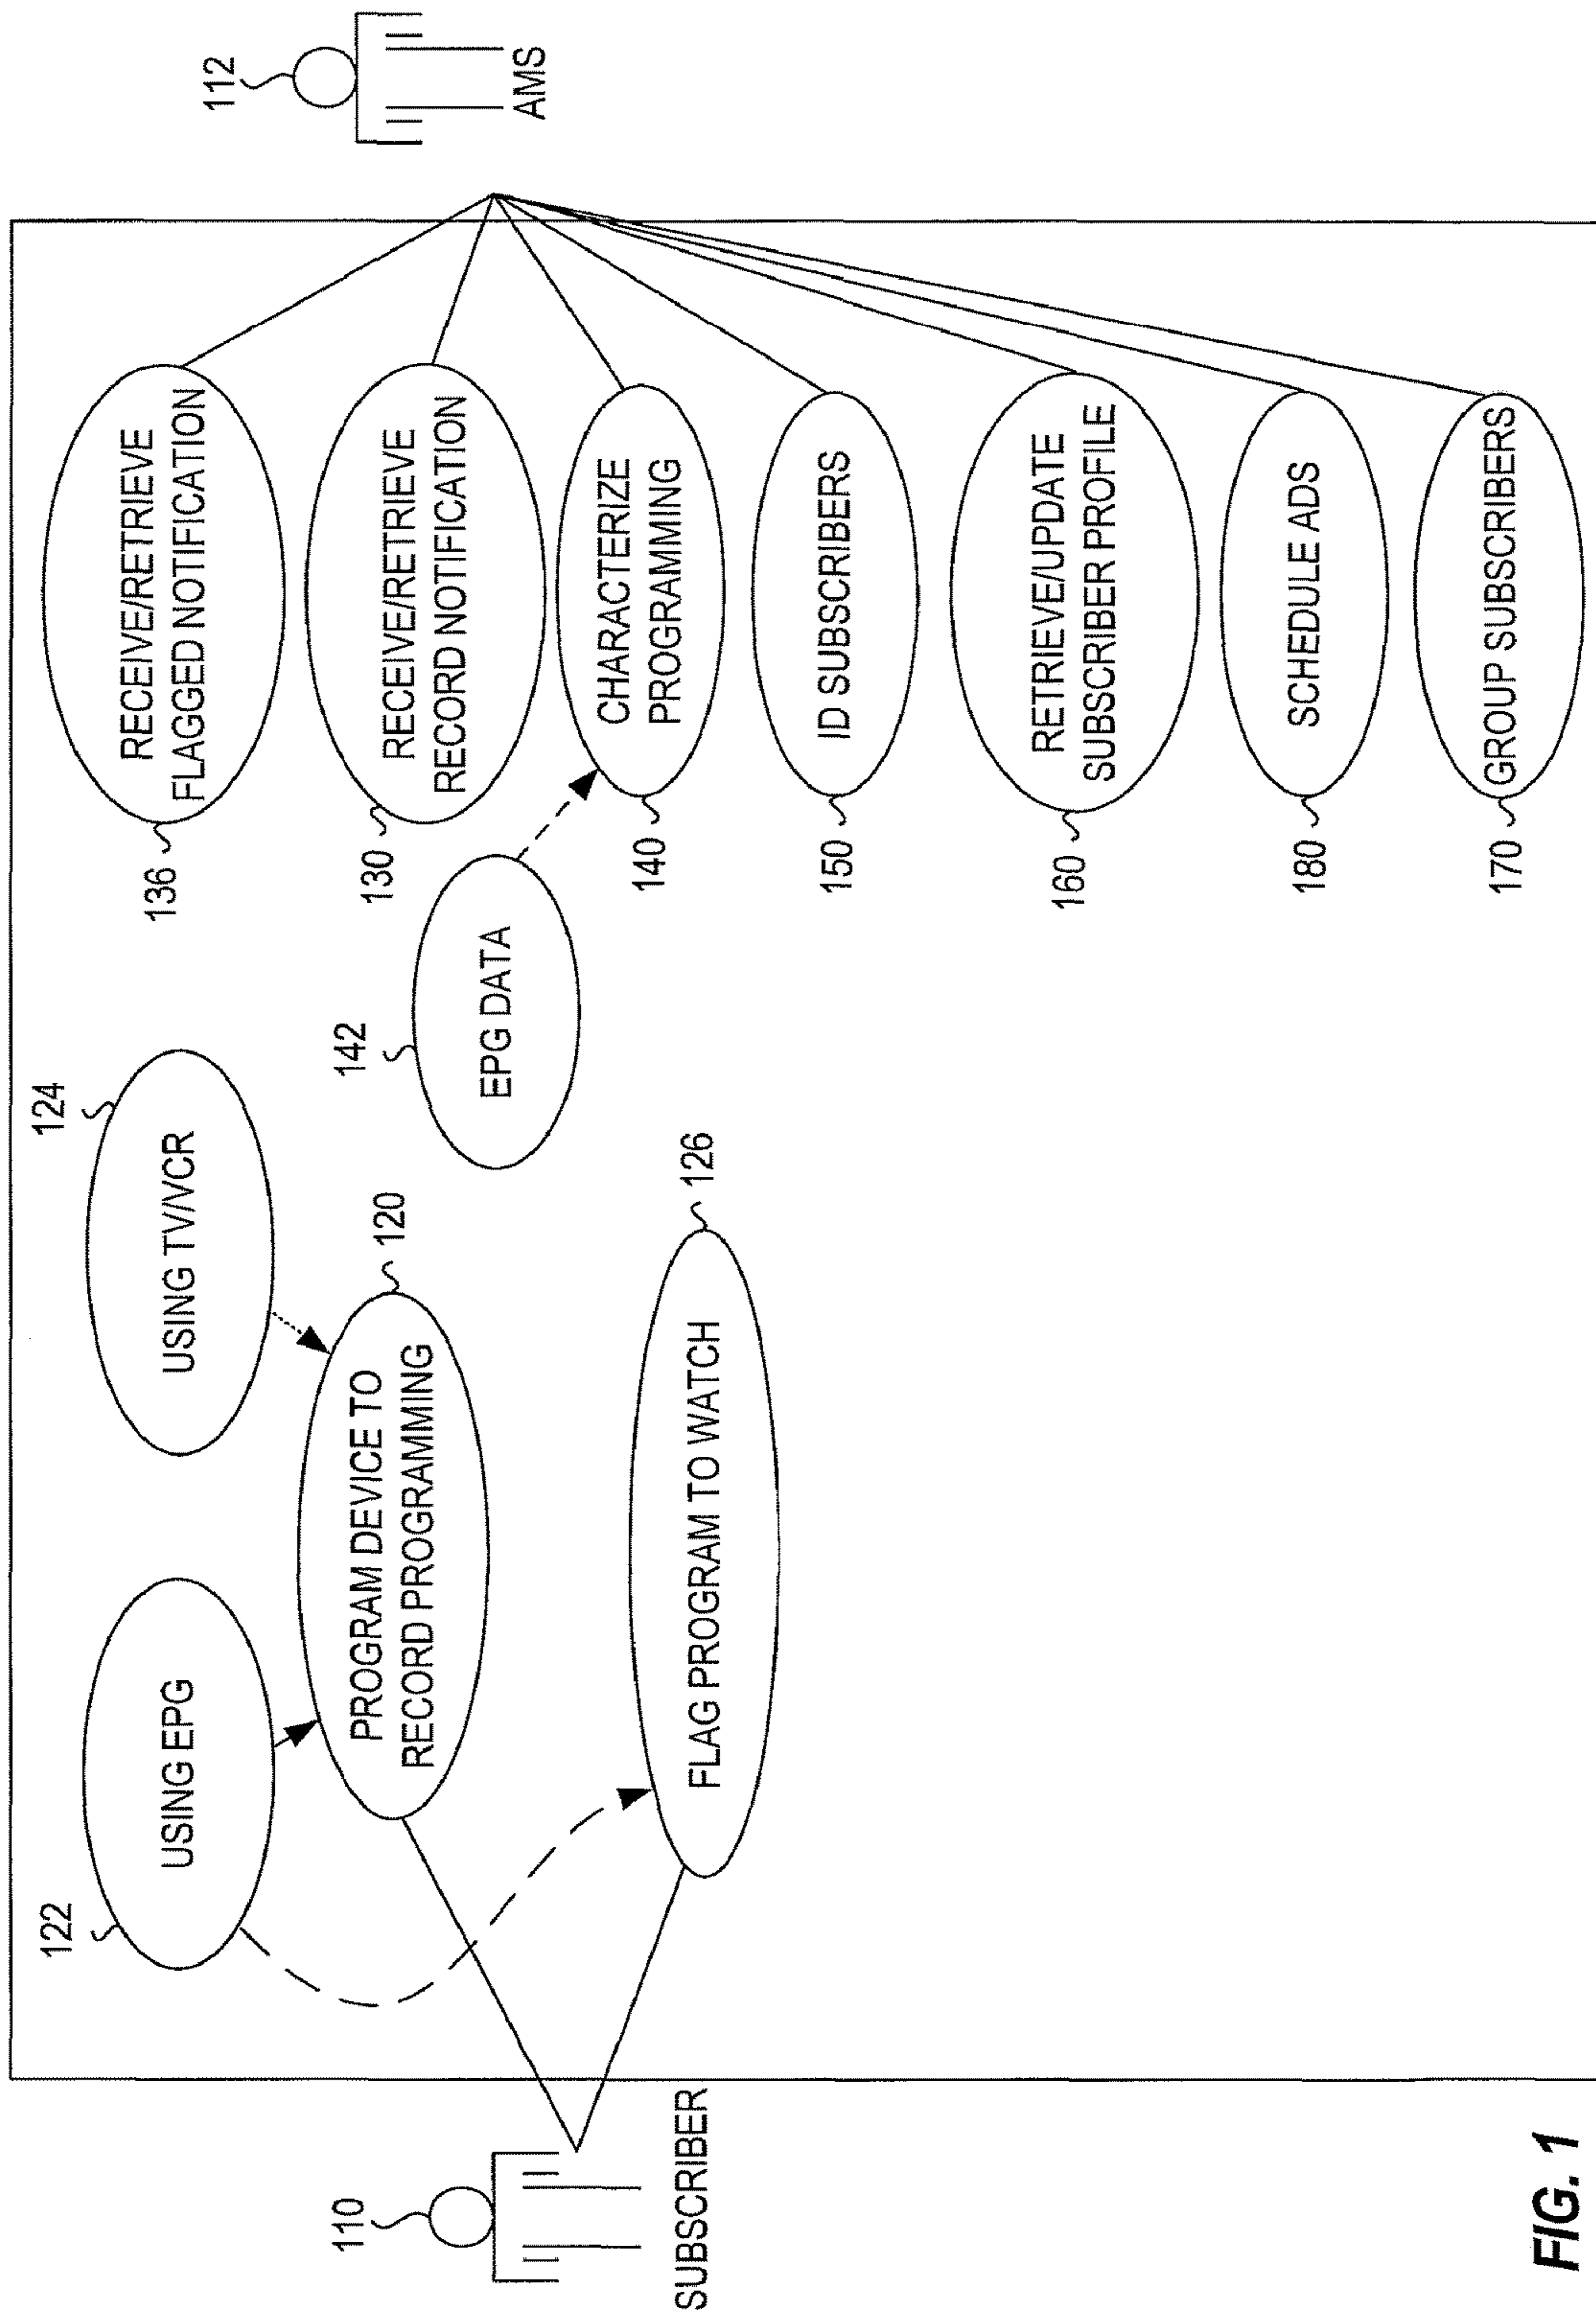 122
USING EPG
124
USING TV/VCR
136
RECEIVE/RETRIEVE
FLAGGED NOTIFICATION
112
AMS
110
SUBSCRIBER
120
PROGRAM DEVICE TO
RECORD PROGRAMMING
130
RECEIVE/RETRIEVE
RECORD NOTIFICATION
142
EPG DATA
140
CHARACTERIZE
PROGRAMMING
126
FLAG PROGRAM TO WATCH
150
ID SUBSCRIBERS
160
RETRIEVE/UPDATE
SUBSCRIBER PROFILE
180
SCHEDULE ADS
170
GROUP SUBSCRIBERS
FIG. 1